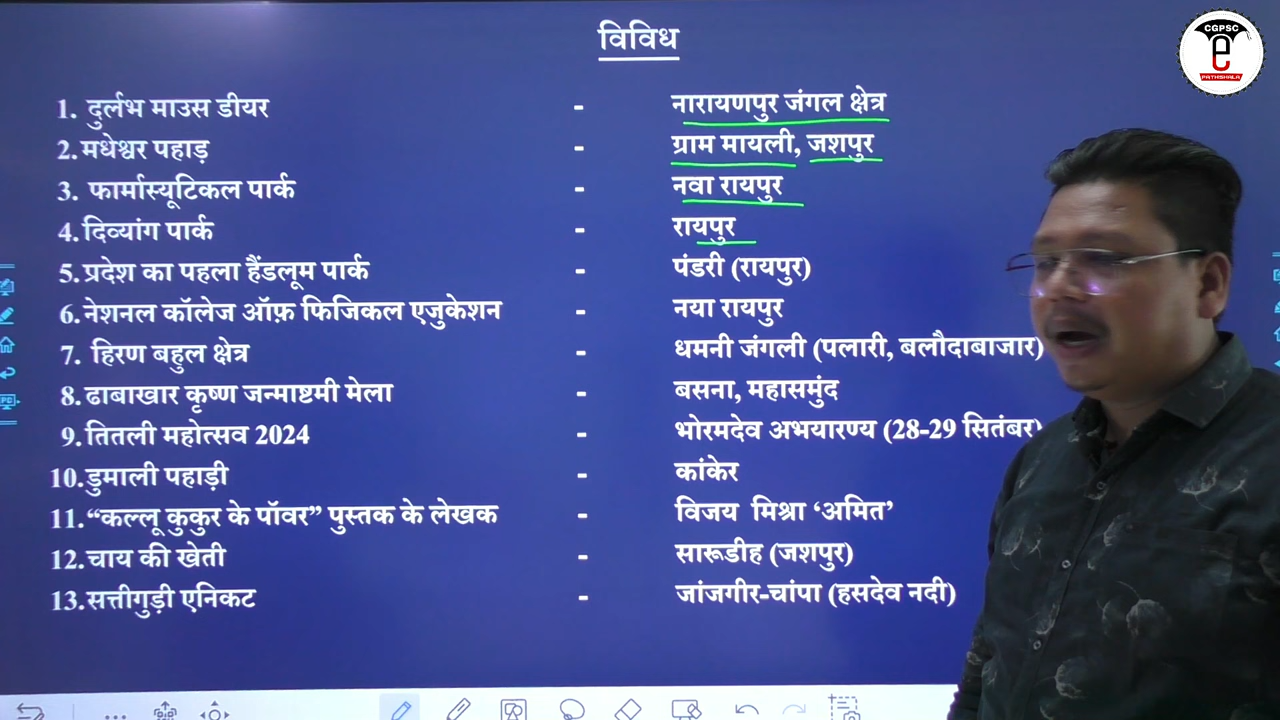 विविध
CGPSC
e
PATHSHALA
1. दुर्लभ माउस डीयर - नारायणपुर जंगल क्षेत्र
2. मधेश्वर पहाड़ - ग्राम मायली, जशपुर
3. फार्मास्यूटिकल पार्क - नवा रायपुर
4. दिव्यांग पार्क - रायपुर
5. प्रदेश का पहला हैंडलूम पार्क - पंडरी (रायपुर)
6. नेशनल कॉलेज ऑफ़ फिजिकल एजुकेशन - नया रायपुर
7. हिरण बहुल क्षेत्र - धमनी जंगली (पलारी, बलौदाबाजार)
8. ढाबाखार कृष्ण जन्माष्टमी मेला - बसना, महासमुंद
9. तितली महोत्सव 2024 - भोरमदेव अभयारण्य (28-29 सितंबर)
10. डुमाली पहाड़ी - कांकेर
11. “कल्लू कुकुर के पॉवर” पुस्तक के लेखक - विजय मिश्रा ‘अमित’
12. चाय की खेती - सारूडीह (जशपुर)
13. सत्तीगुड़ी एनिकट - जांजगीर-चांपा (हसदेव नदी)